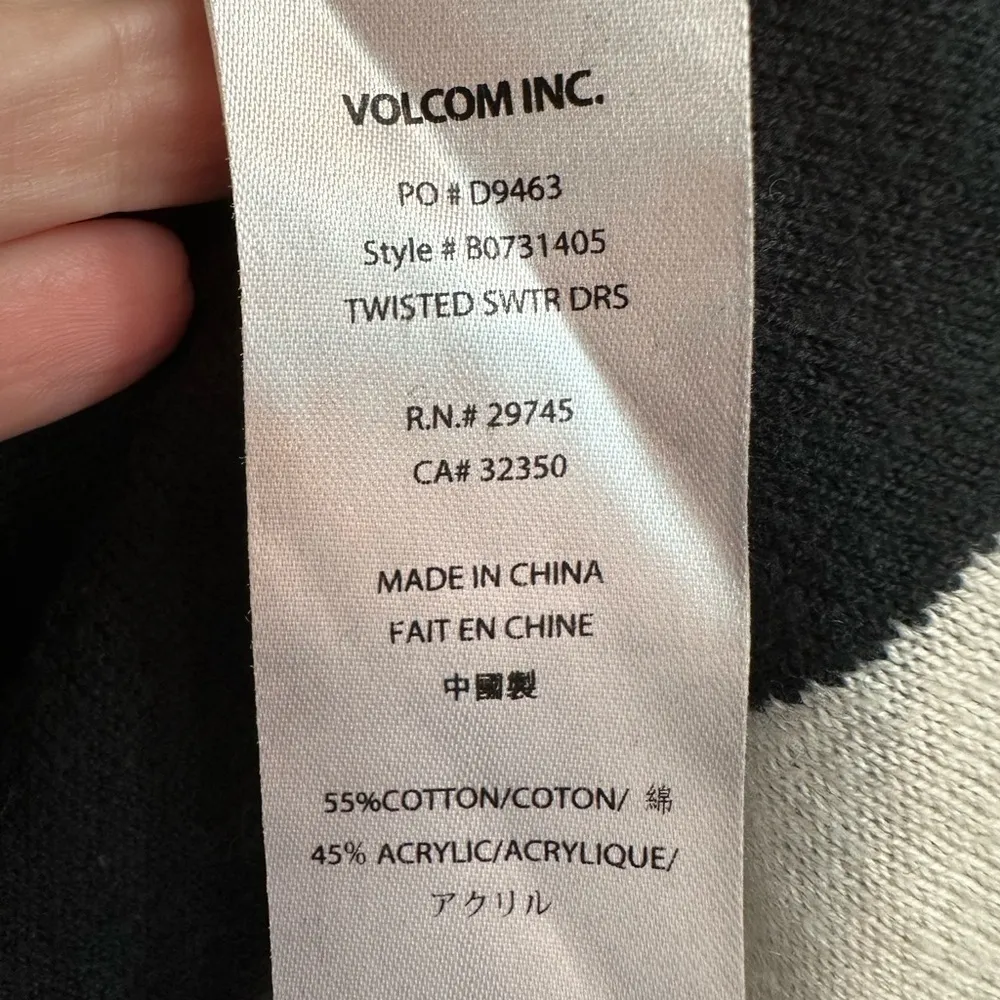 VOLCOM INC.
PO # D9463
Style # B0731405
TWISTED SWTR DRS
R.N.# 29745
CA# 32350
MADE IN CHINA
FAIT EN CHINE
中國製
55%COTTON/COTON/ 綿
45% ACRYLIC/ACRYLIQUE/
アクリル